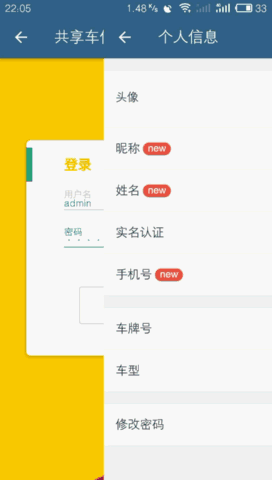 22:05 1.48 K/s 33
共享车位 个人信息
头像
昵称 new
姓名 new
实名认证
手机号 new
车牌号
车型
修改密码
登录
用户名
admin
密码